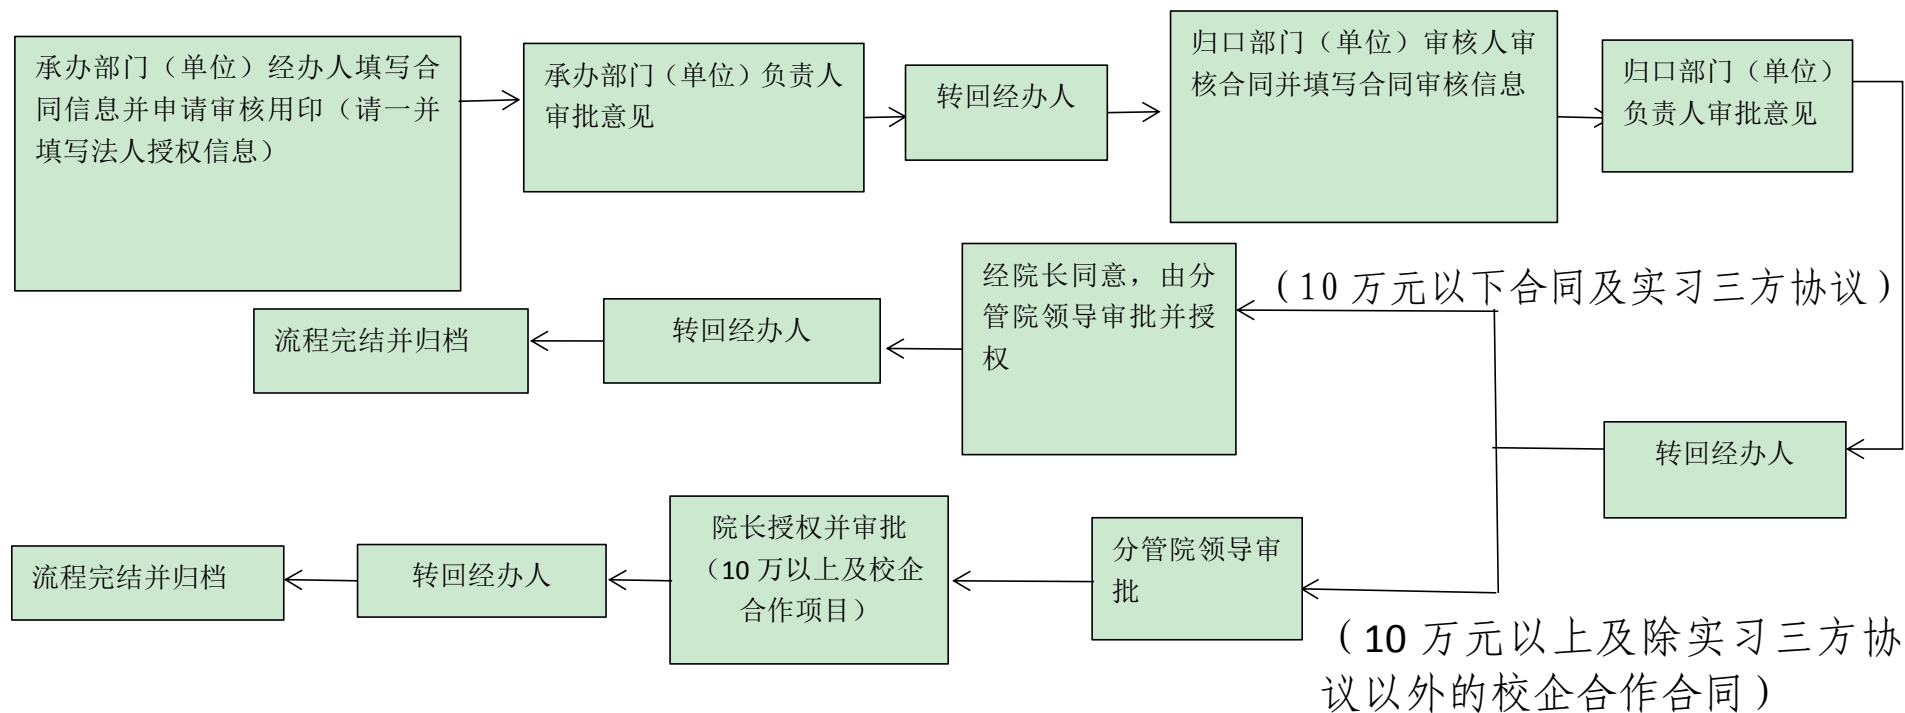 承办部门（单位）经办人填写合
同信息并申请审核用印（请一并
填写法人授权信息）
承办部门（单位）负责人
审批意见
转回经办人
归口部门（单位）审核人审
核合同并填写合同审核信息
归口部门（单位）
负责人审批意见
转回经办人
（10 万元以下合同及实习三方协议）
经院长同意，由分
管院领导审批并授
权
转回经办人
流程完结并归档
（10 万元以上及除实习三方协
议以外的校企合作合同）
分管院领导审
批
院长授权并审批
（10 万以上及校企
合作项目）
转回经办人
流程完结并归档